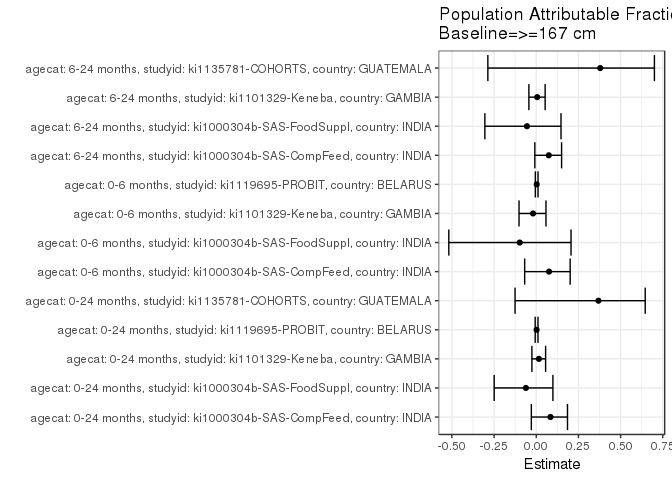 Population Attributable Fracti
Baseline=>=167 cm
agecat: 6-24 months, studyid: ki1135781-COHORTS, country: GUATEMALA
agecat: 6-24 months, studyid: ki1101329-Keneba, country: GAMBIA
agecat: 6-24 months, studyid: ki1000304b-SAS-FoodSuppl, country: INDIA
agecat: 6-24 months, studyid: ki1000304b-SAS-CompFeed, country: INDIA
agecat: 0-6 months, studyid: ki1119695-PROBIT, country: BELARUS
agecat: 0-6 months, studyid: ki1101329-Keneba, country: GAMBIA
agecat: 0-6 months, studyid: ki1000304b-SAS-FoodSuppl, country: INDIA
agecat: 0-6 months, studyid: ki1000304b-SAS-CompFeed, country: INDIA
agecat: 0-24 months, studyid: ki1135781-COHORTS, country: GUATEMALA
agecat: 0-24 months, studyid: ki1119695-PROBIT, country: BELARUS
agecat: 0-24 months, studyid: ki1101329-Keneba, country: GAMBIA
agecat: 0-24 months, studyid: ki1000304b-SAS-FoodSuppl, country: INDIA
agecat: 0-24 months, studyid: ki1000304b-SAS-CompFeed, country: INDIA
-0.50 -0.25 0.00 0.25 0.50 0.75
Estimate